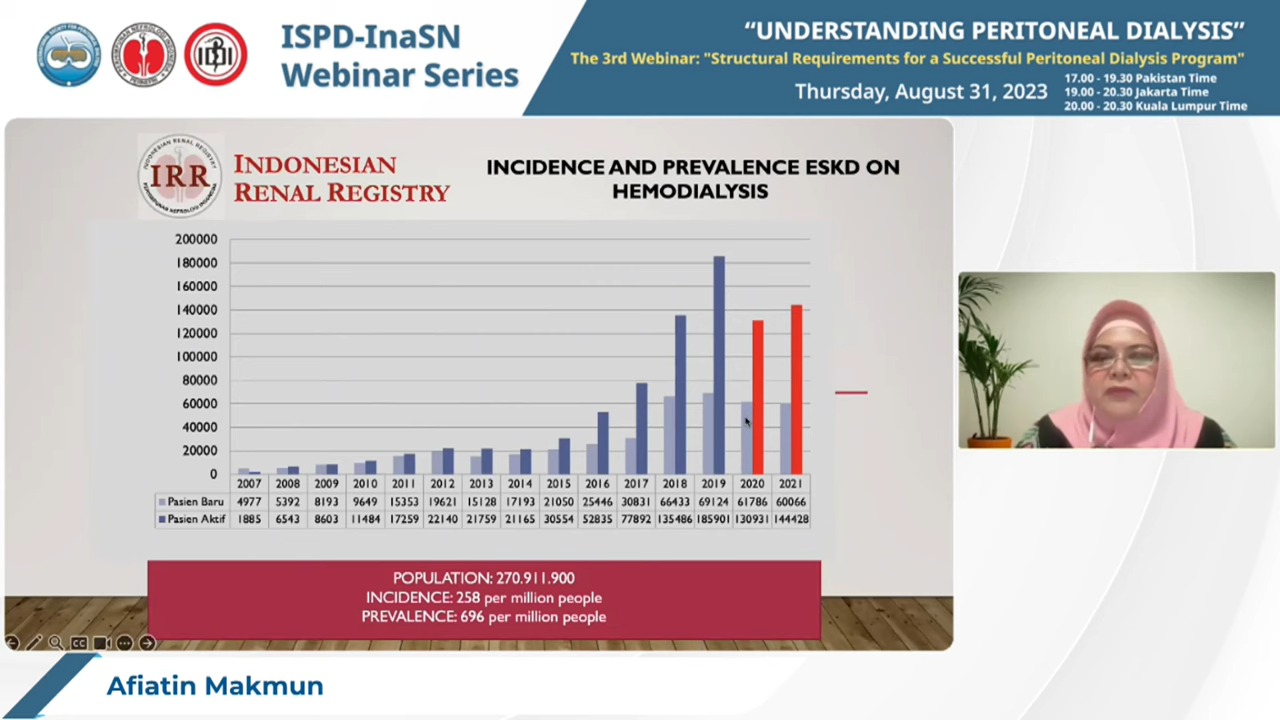 ISPD-InaSN
Webinar Series
“UNDERSTANDING PERITONEAL DIALYSIS”
The 3rd Webinar: "Structural Requirements for a Successful Peritoneal Dialysis Program"
Thursday, August 31, 2023
17.00 - 19.30 Pakistan Time
19.00 - 20.30 Jakarta Time
20.00 - 20.30 Kuala Lumpur Time
INDONESIAN RENAL REGISTRY
IRR
INDONESIAN
RENAL REGISTRY
INCIDENCE AND PREVALENCE ESKD ON
HEMODIALYSIS
200000
180000
160000
140000
120000
100000
80000
60000
40000
20000
0
2007 2008 2009 2010 2011 2012 2013 2014 2015 2016 2017 2018 2019 2020 2021
Pasien Baru 4977 5392 8193 9649 15353 19621 15128 17193 21050 25446 30831 66433 69124 61786 60066
Pasien Aktif 1885 6543 8603 11484 17259 22140 21759 21165 30554 52835 77892 135486 185901 130931 144428
POPULATION: 270.911.900
INCIDENCE: 258 per million people
PREVALENCE: 696 per million people
CC
Afiatin Makmun